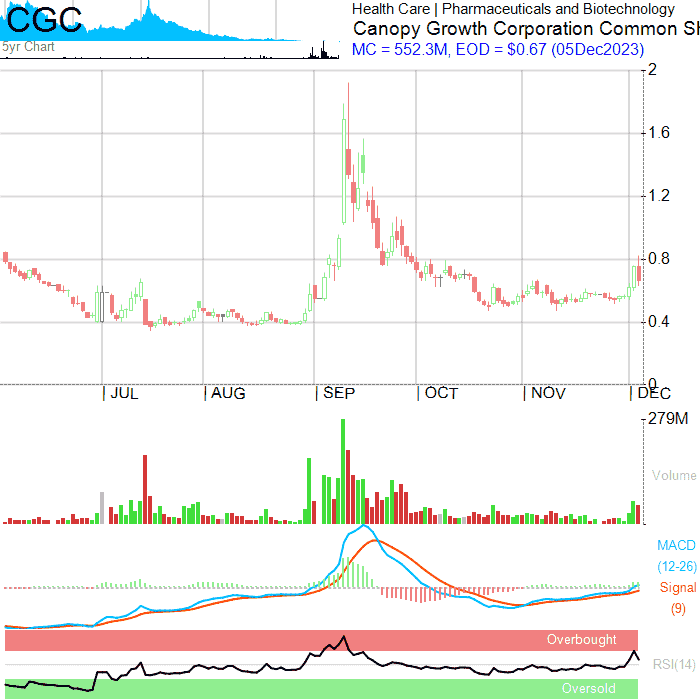 CGC
5yr Chart
Health Care | Pharmaceuticals and Biotechnology
Canopy Growth Corporation Common Sh
MC = 552.3M, EOD = $0.67 (05Dec2023)
2
1.6
1.2
0.8
0.4
0
| JUL | AUG | SEP | OCT | NOV | DEC
279M
Volume
MACD
(12-26)
Signal
(9)
Overbought
RSI(14)
Oversold